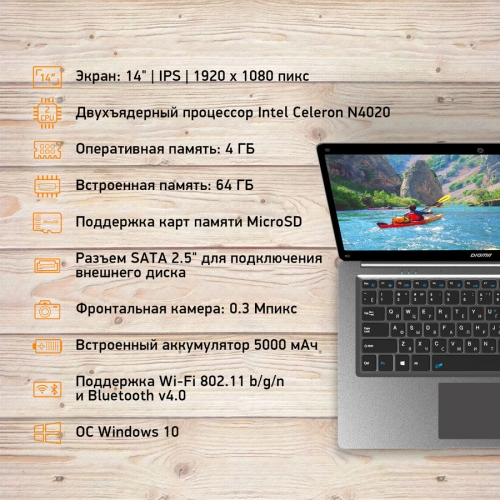 14"
Экран: 14" | IPS | 1920 x 1080 пикс
2
CPU
Двухъядерный процессор Intel Celeron N4020
Оперативная память: 4 ГБ
Встроенная память: 64 ГБ
Поддержка карт памяти MicroSD
Разъем SATA 2.5" для подключения
внешнего диска
Фронтальная камера: 0.3 Мпикс
Встроенный аккумулятор 5000 мАч
Поддержка Wi-Fi 802.11 b/g/n
и Bluetooth v4.0
ОС Windows 10
DIGMA